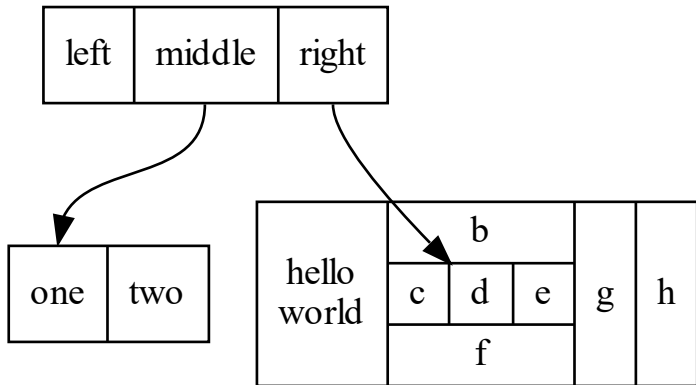 left middle right
one two
hello
world
b
c d e
f
g
h